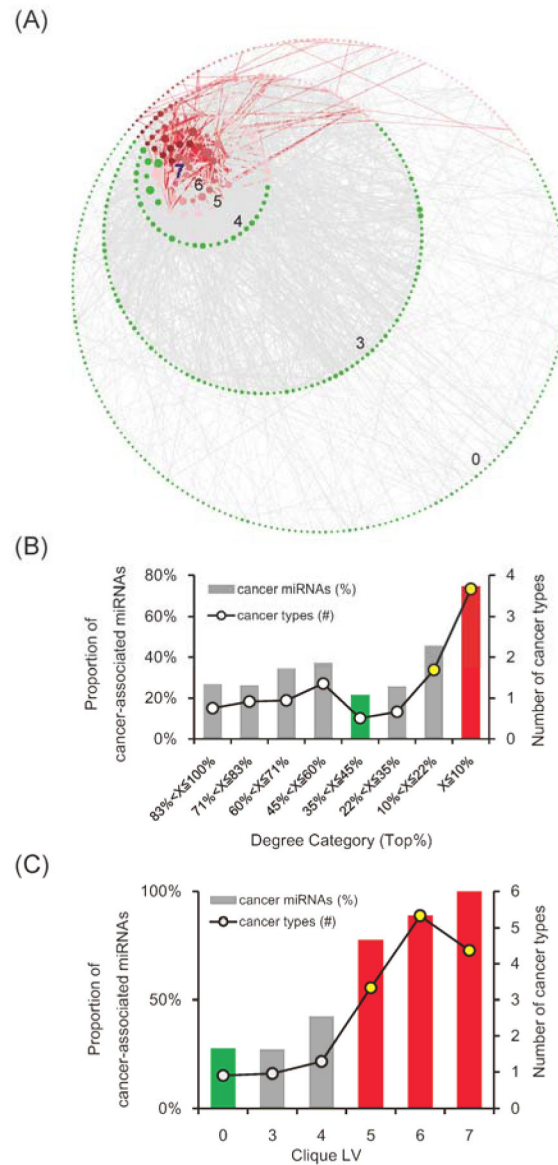 (A)
7
6
5
4
3
0
(B)
80%
60%
40%
20%
0%
Proportion of
cancer-associated miRNAs
cancer miRNAs (%)
cancer types (#)
4
3
2
1
0
Number of cancer types
83%<X≦100%
71%<X≦83%
60%<X≦71%
45%<X≦60%
35%<X≦45%
22%<X≦35%
10%<X≦22%
X≦10%
Degree Category (Top%)
(C)
100%
50%
0%
Proportion of
cancer-associated miRNAs
cancer miRNAs (%)
cancer types (#)
6
5
4
3
2
1
0
Number of cancer types
0 3 4 5 6 7
Clique LV